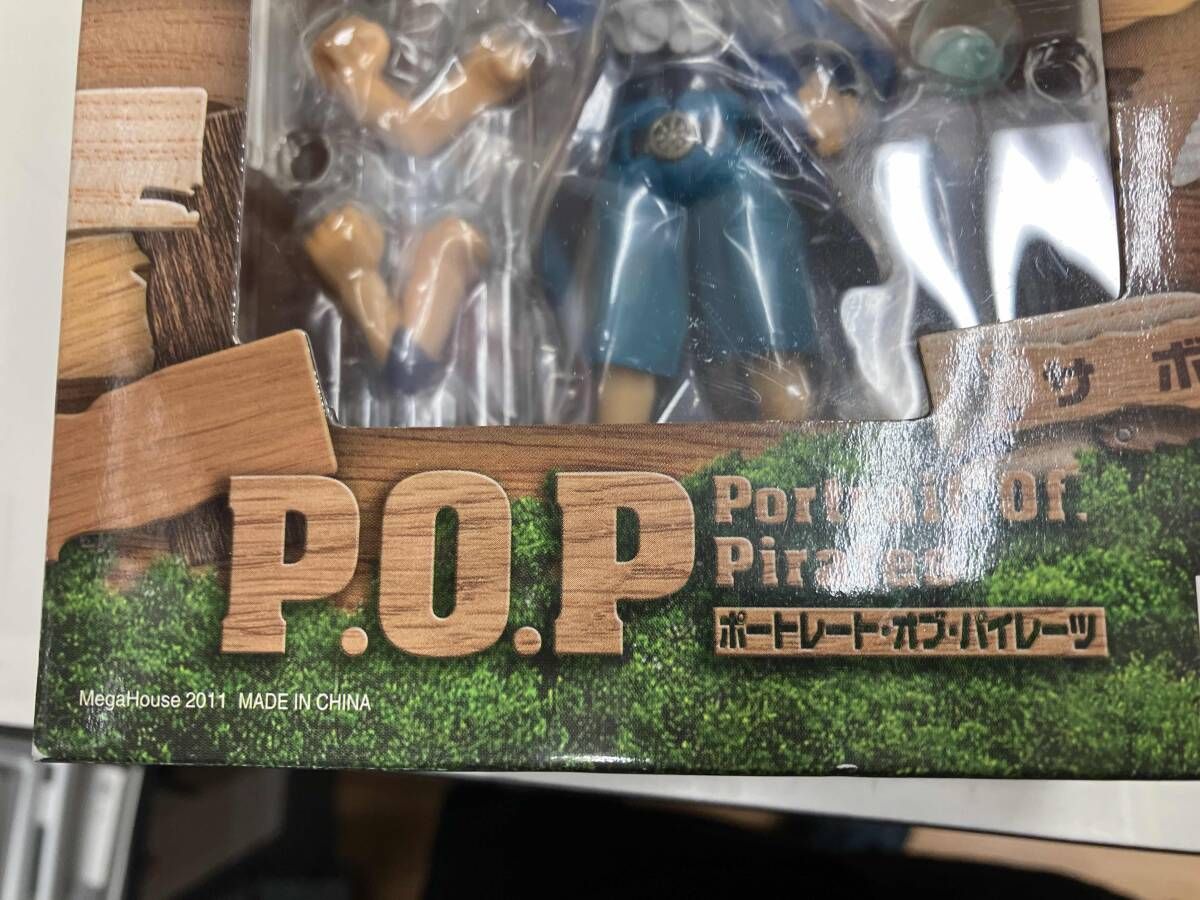 サボ
P.O.P
Portrait Of.
Pirates
ポートレート・オブ・パイレーツ
MegaHouse 2011 MADE IN CHINA